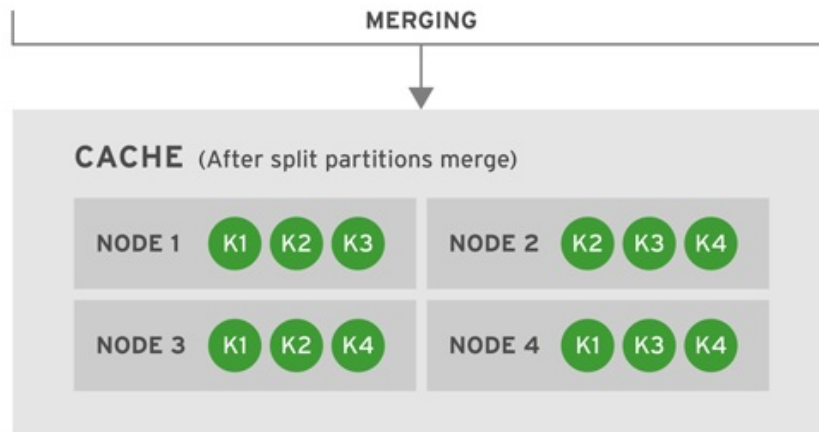 MERGING
CACHE (After split partitions merge)
NODE 1 K1 K2 K3
NODE 2 K2 K3 K4
NODE 3 K1 K2 K4
NODE 4 K1 K3 K4